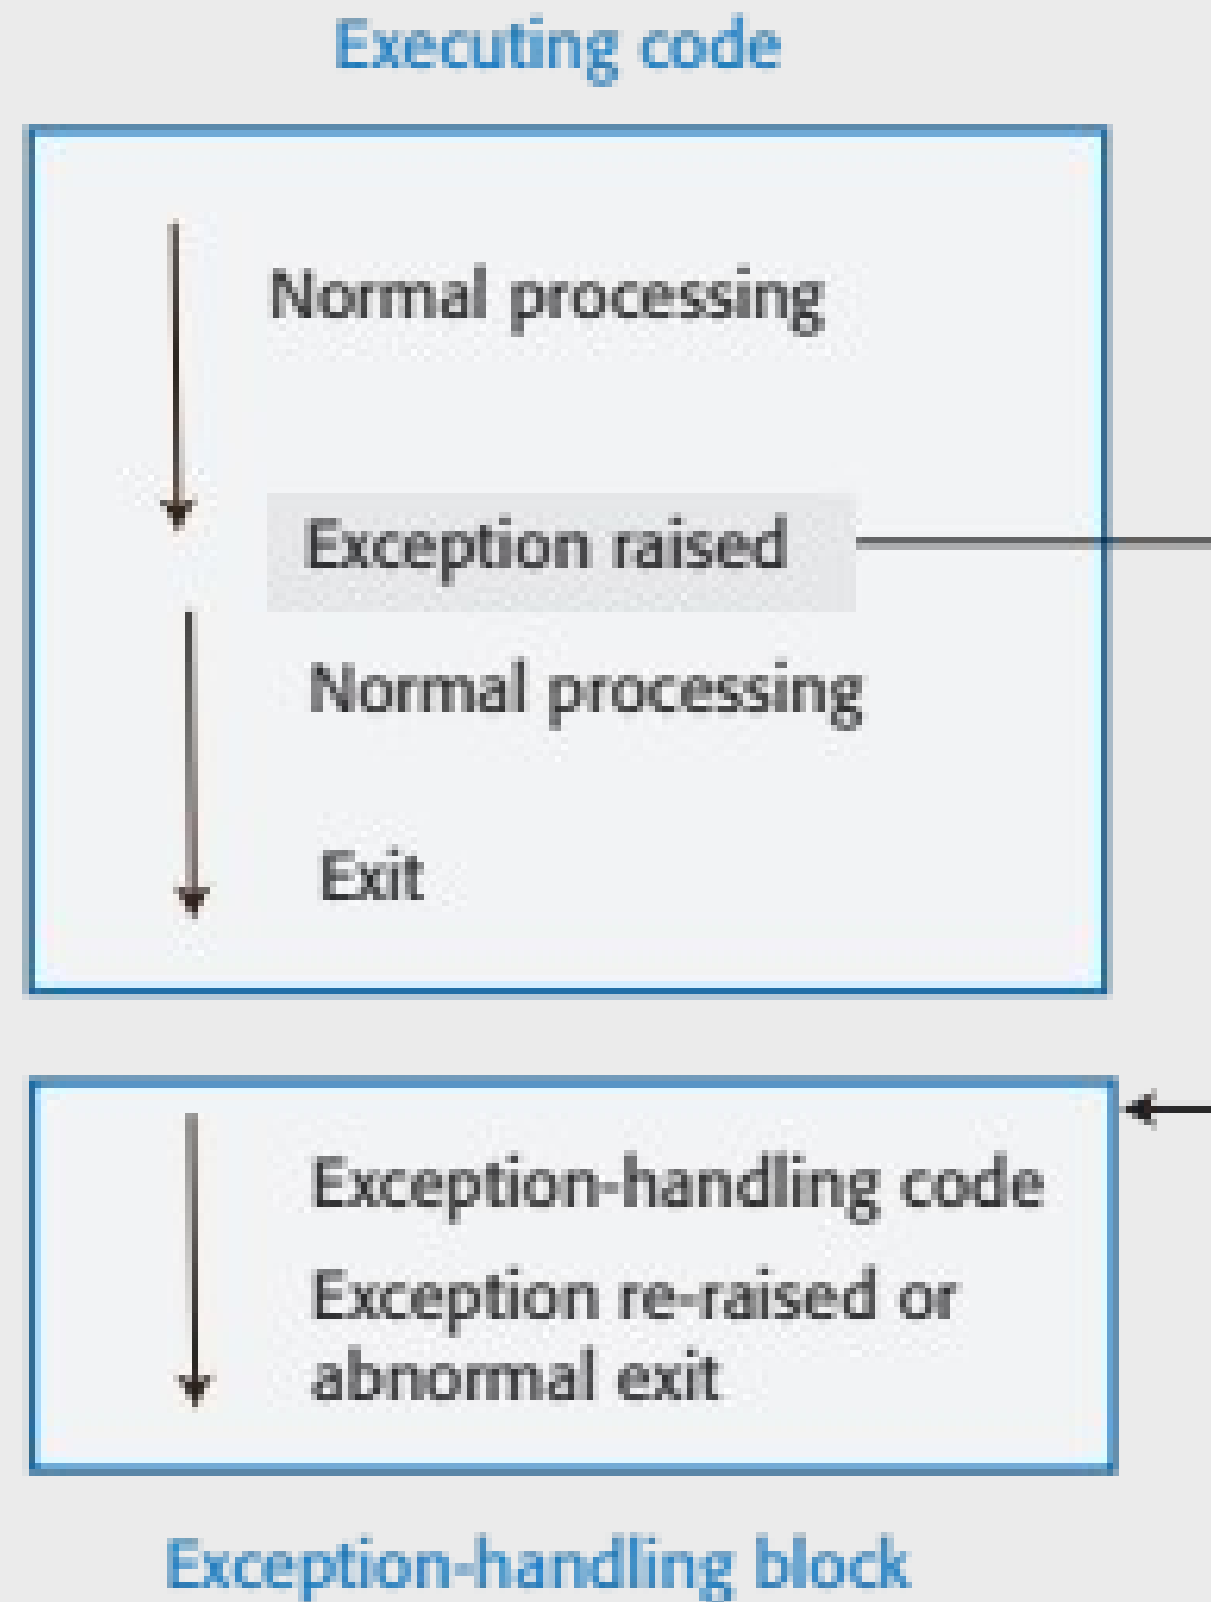 Executing code
Normal processing
Exception raised
Normal processing
Exit
Exception-handling code
Exception re-raised or
abnormal exit
Exception-handling block